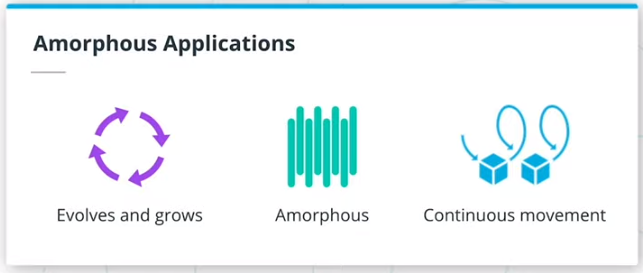 Amorphous Applications
Evolves and grows
Amorphous
Continuous movement